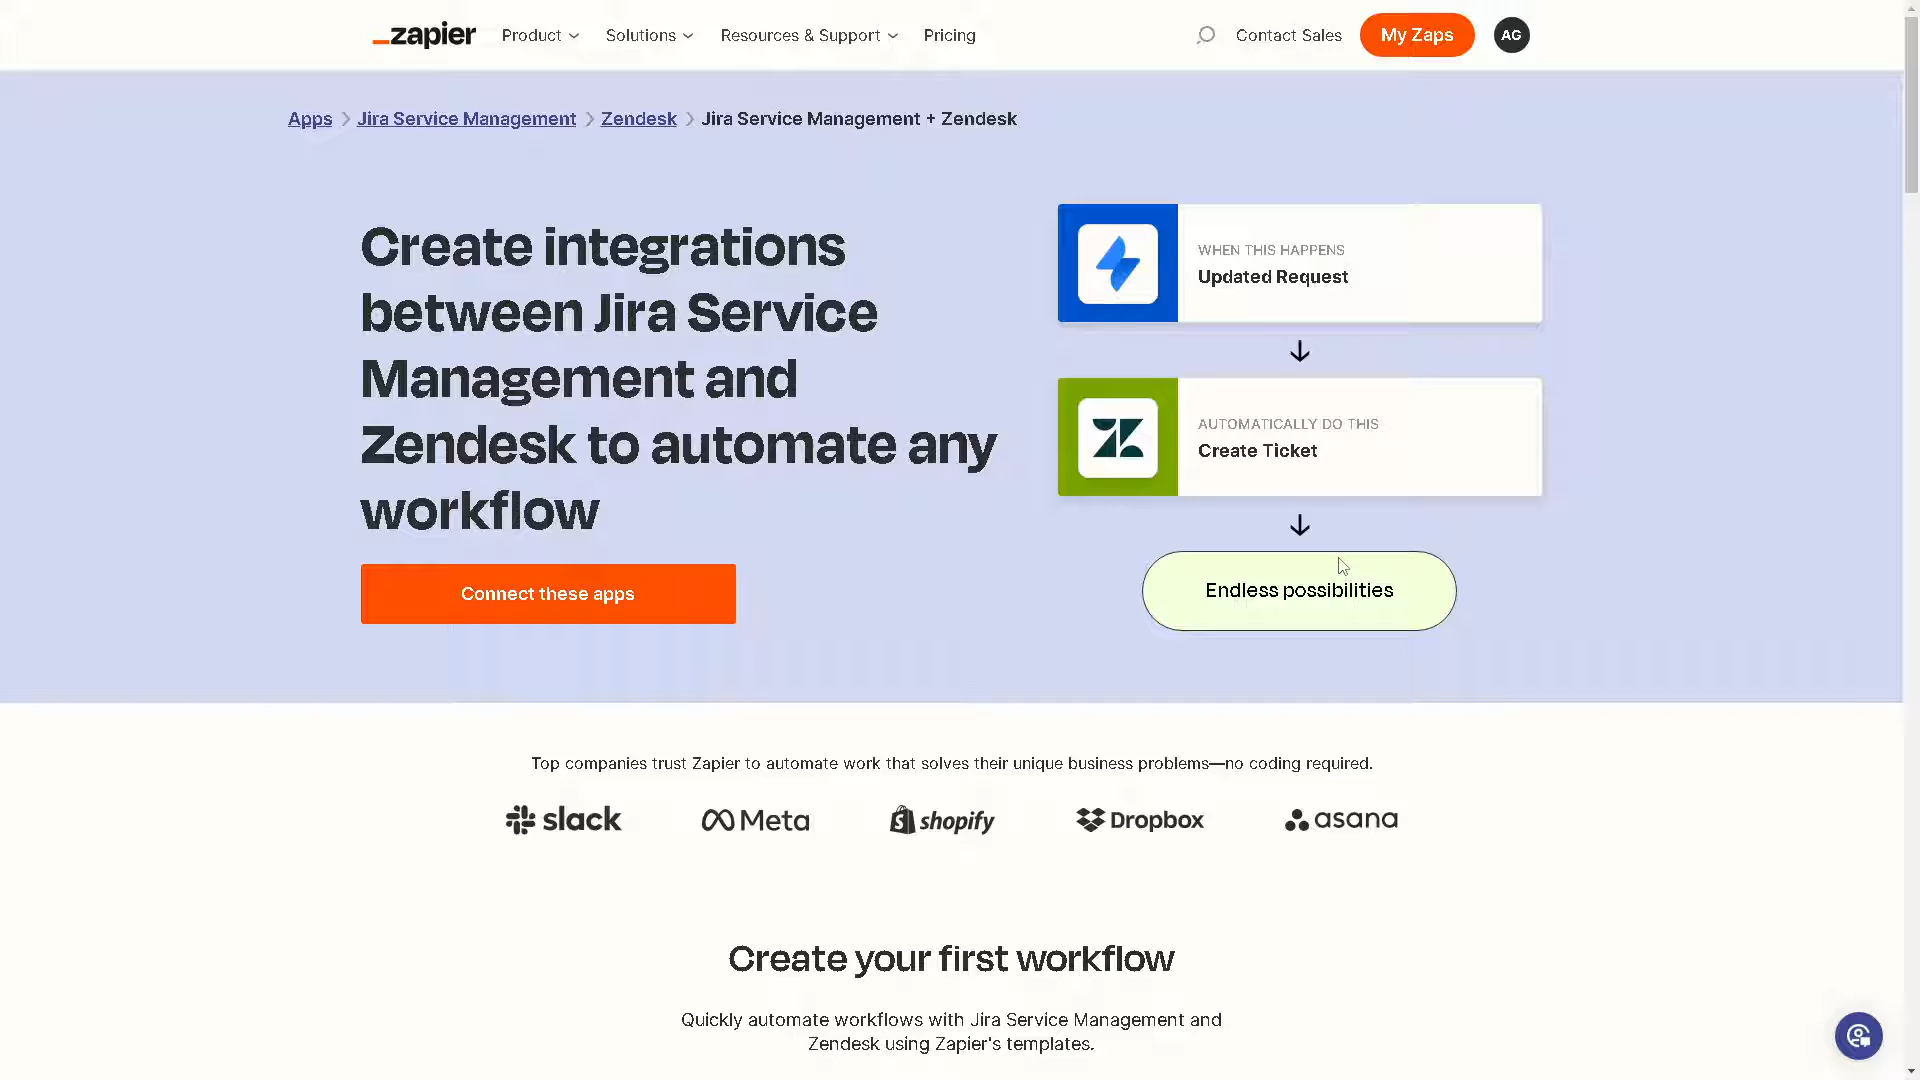 zapier Product Solutions Resources & Support Pricing Contact Sales My Zaps AG
Apps Jira Service Management Zendesk Jira Service Management + Zendesk
Create integrations
between Jira Service
Management and
Zendesk to automate any
workflow
Connect these apps
WHEN THIS HAPPENS
Updated Request
AUTOMATICALLY DO THIS
Create Ticket
Endless possibilities
Top companies trust Zapier to automate work that solves their unique business problems—no coding required.
slack Meta shopify Dropbox asana
Create your first workflow
Quickly automate workflows with Jira Service Management and
Zendesk using Zapier's templates.